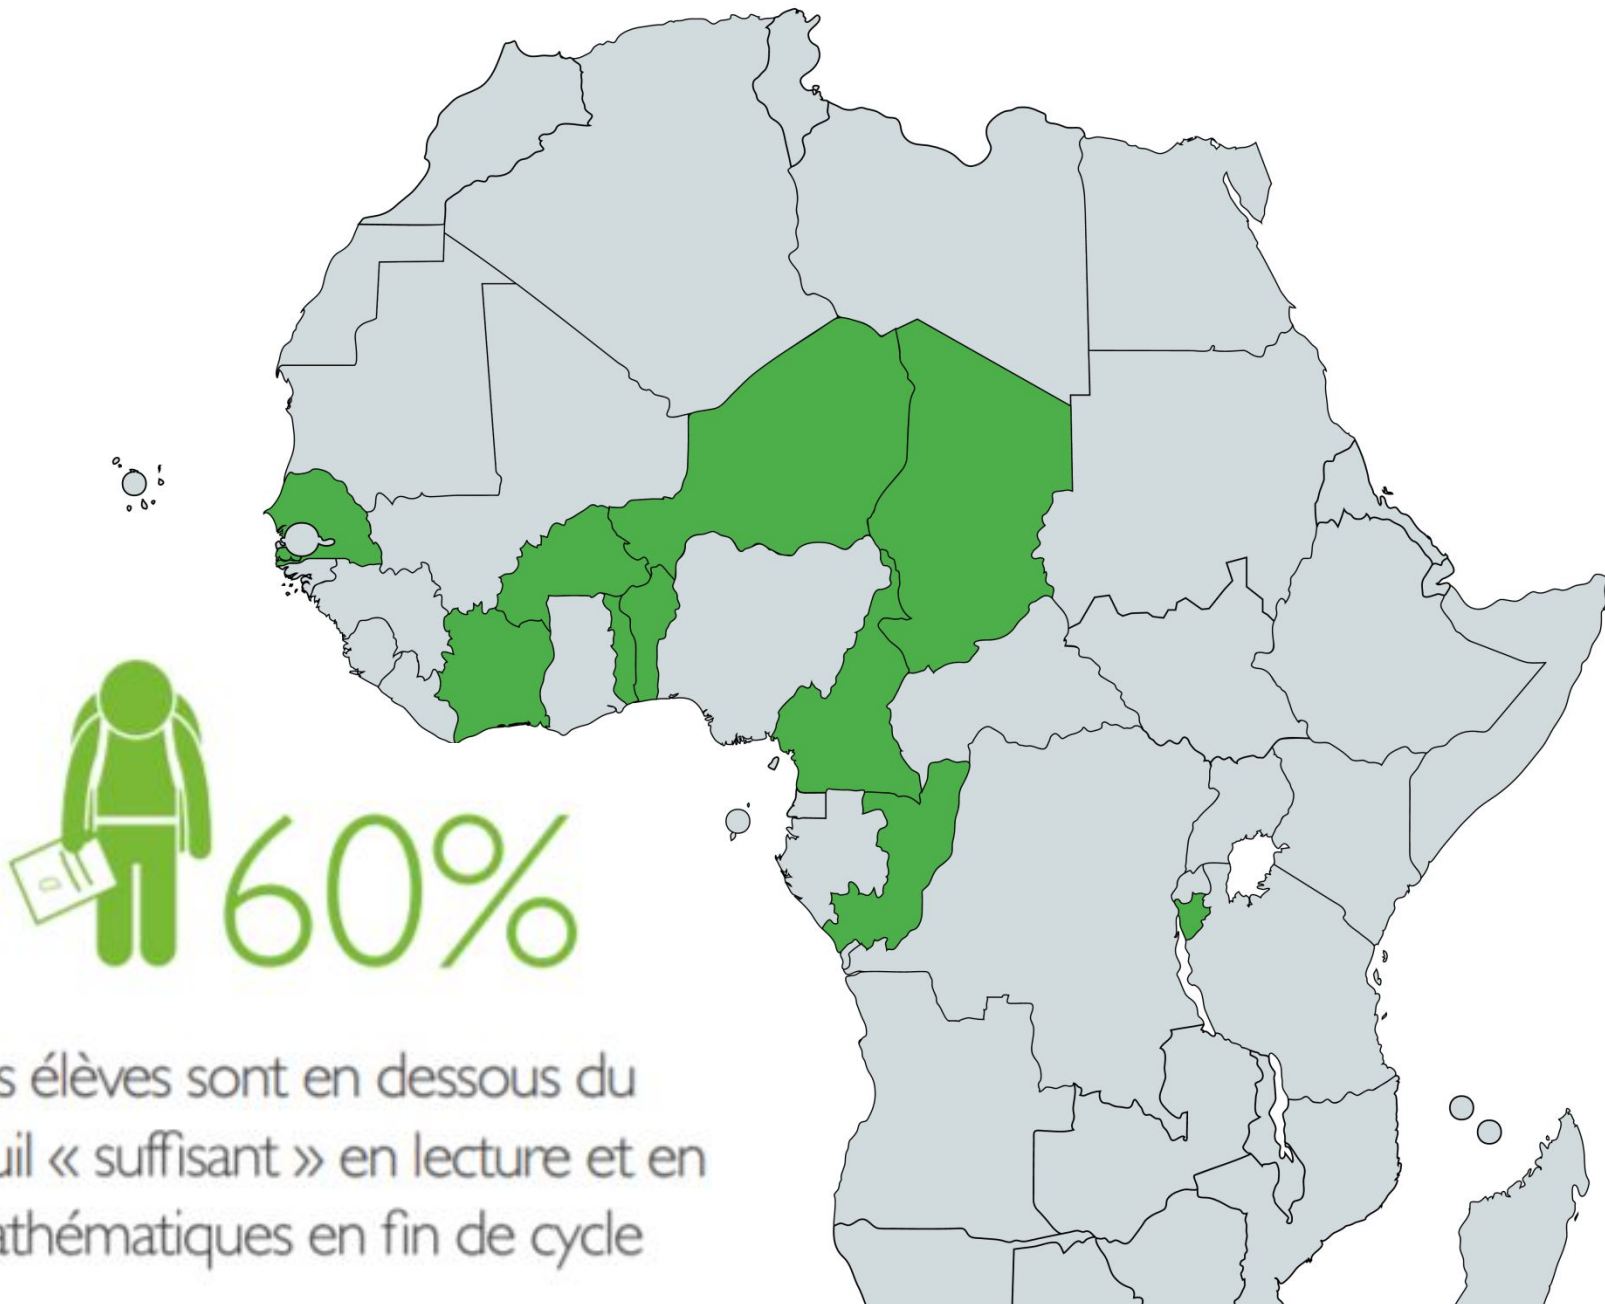 60%
s élèves sont en dessous du
uil « suffisant » en lecture et en
athématiques en fin de cycle